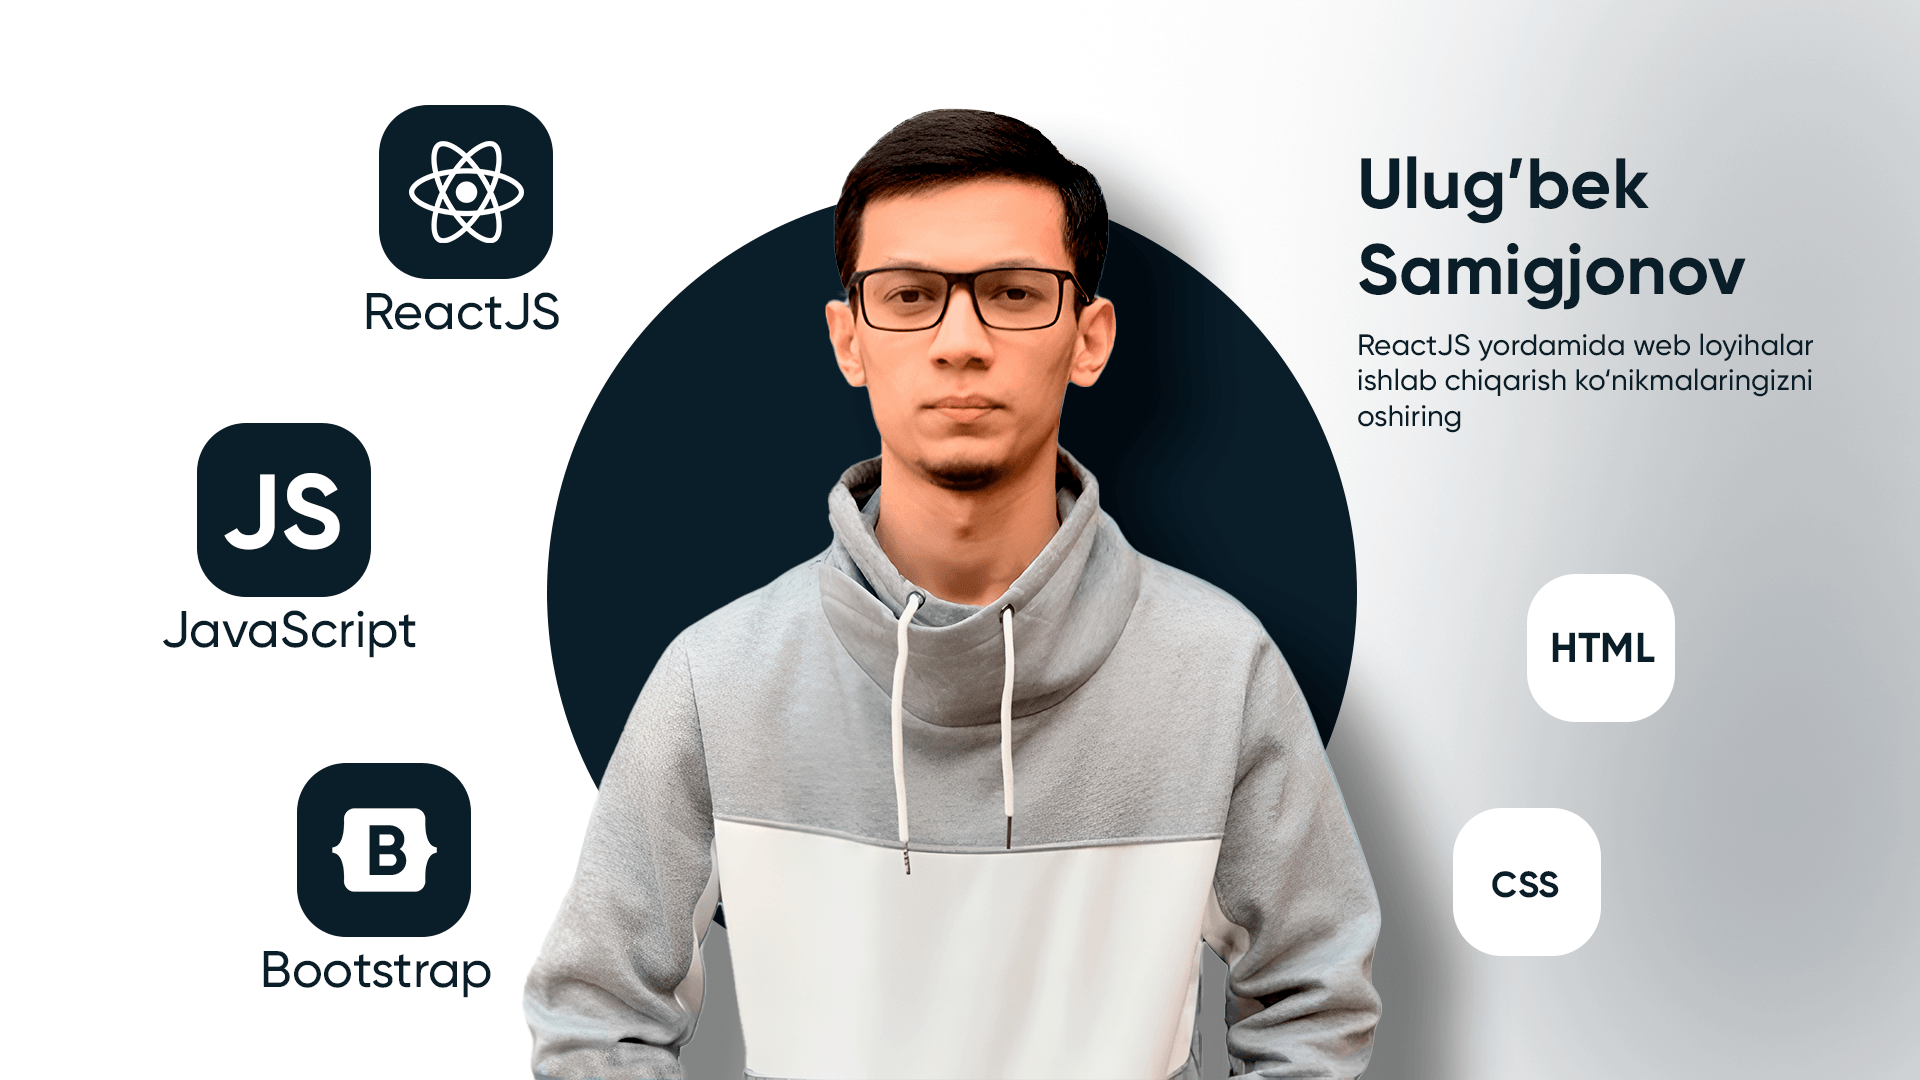 ReactJS
JS
JavaScript
B
Bootstrap
Ulug’bek
Samigjonov
ReactJS yordamida web loyihalar
ishlab chiqarish ko‘nikmalaringizni
oshiring
HTML
CSS